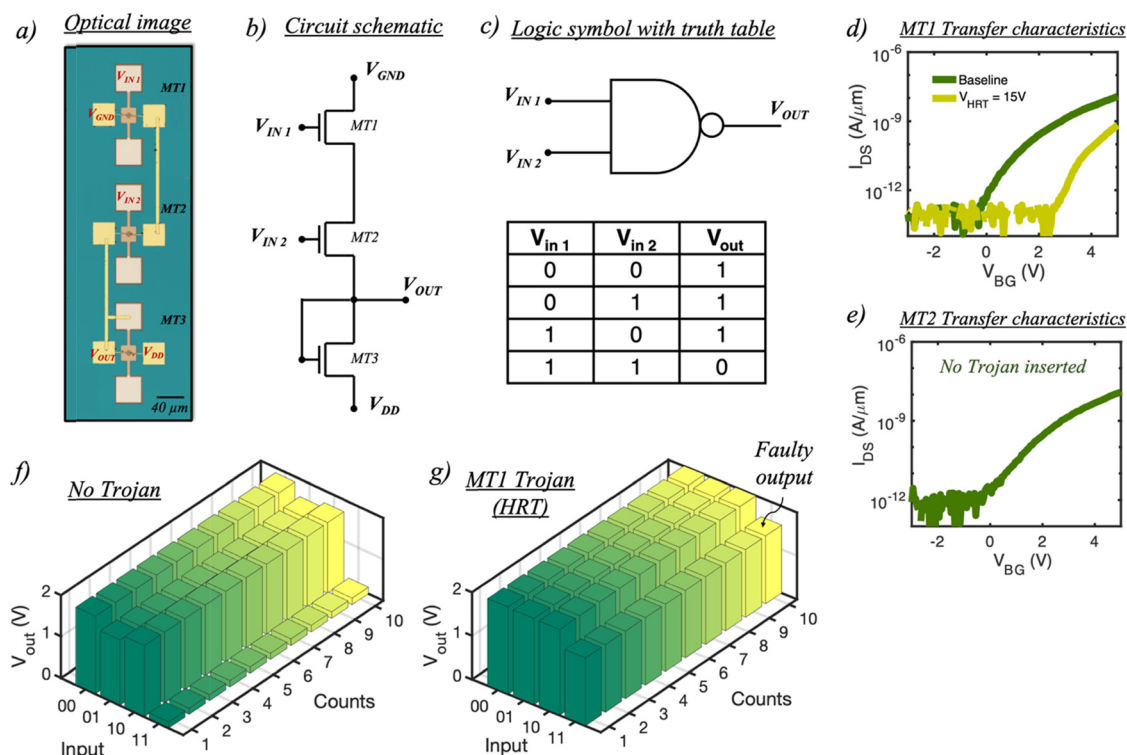 a) Optical image
V_IN 1
MT1
V_GND
V_IN 2
MT2
MT3
V_OUT V_DD
40 µm
b) Circuit schematic
V_GND
V_IN 1 MT1
V_IN 2 MT2
V_OUT
MT3
V_DD
c) Logic symbol with truth table
V_IN 1
V_OUT
V_IN 2
V_in 1 V_in 2 V_out
0 0 1
0 1 1
1 0 1
1 1 0
d) MT1 Transfer characteristics
10^-6
Baseline
V_HRT = 15V
10^-9
10^-12
I_DS (A/µm)
-2 0 2 4
V_BG (V)
e) MT2 Transfer characteristics
10^-6
No Trojan inserted
10^-9
10^-12
I_DS (A/µm)
-2 0 2 4
V_BG (V)
f) No Trojan
2
1
0
V_out (V)
00 01 10 11
Input
1 2 3 4 5 6 7 8 9 10
Counts
g) MT1 Trojan
(HRT)
Faulty
output
2
1
0
V_out (V)
00 01 10 11
Input
1 2 3 4 5 6 7 8 9 10
Counts